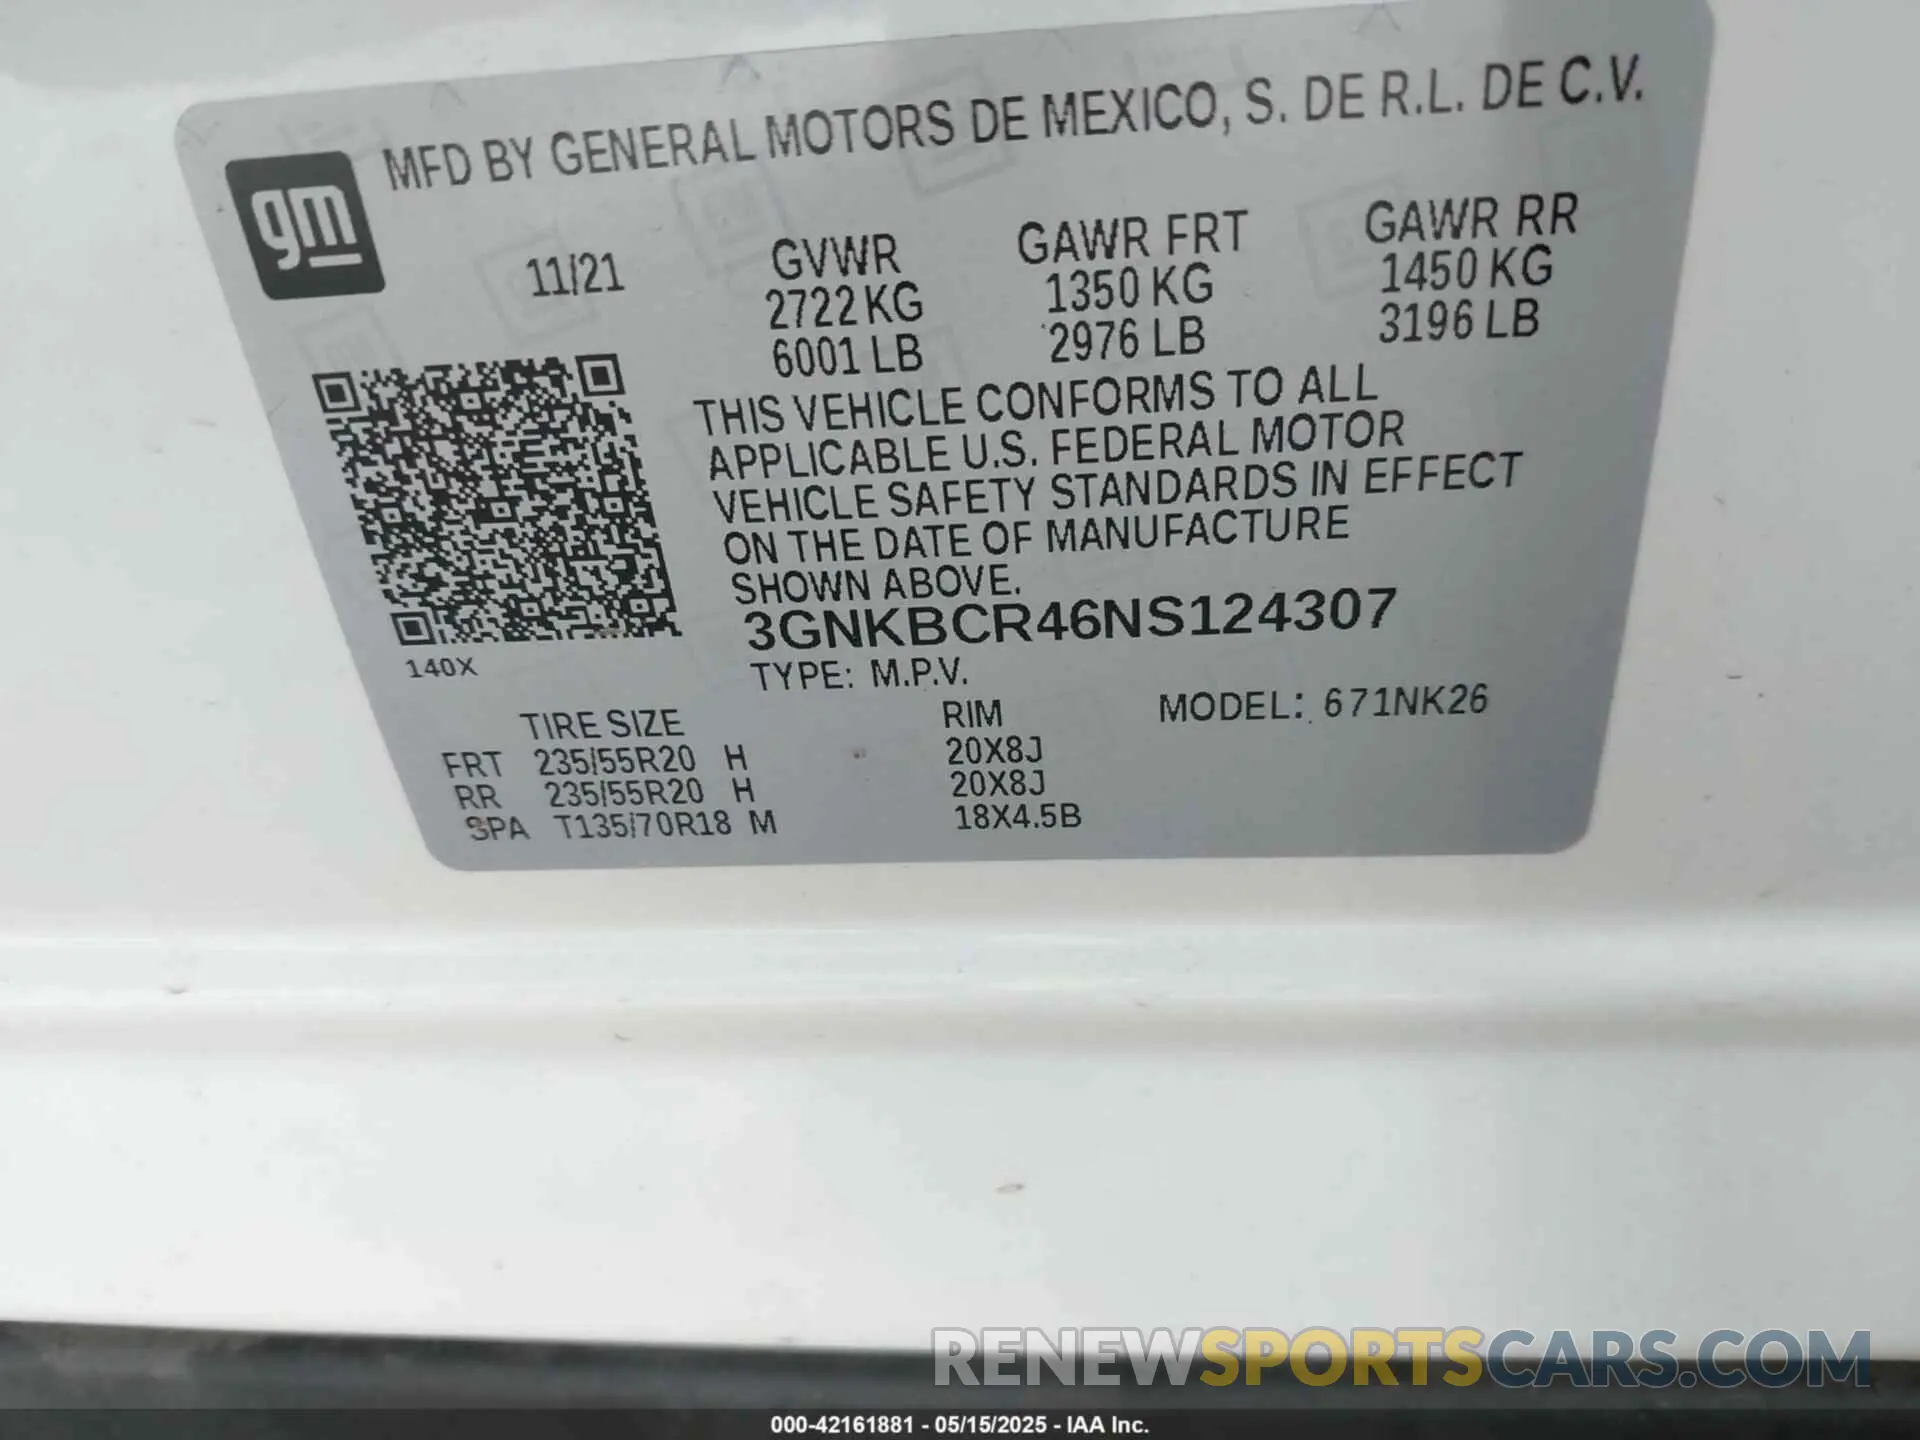 MFD BY GENERAL MOTORS DE MEXICO, S. DE R.L. DE C.V.
gm
11/21 GVWR GAWR FRT GAWR RR
2722 KG 1350 KG 1450 KG
6001 LB 2976 LB 3196 LB
THIS VEHICLE CONFORMS TO ALL
APPLICABLE U.S. FEDERAL MOTOR
VEHICLE SAFETY STANDARDS IN EFFECT
ON THE DATE OF MANUFACTURE
SHOWN ABOVE.
3GNKBCR46NS124307
140X
TYPE: M.P.V.
TIRE SIZE RIM MODEL: 671NK26
FRT 235/55R20 H 20X8J
RR 235/55R20 H 20X8J
SPA T135/70R18 M 18X4.5B
RENEWSPORTSCARS.COM
000-42161881 - 05/15/2025 - IAA Inc.